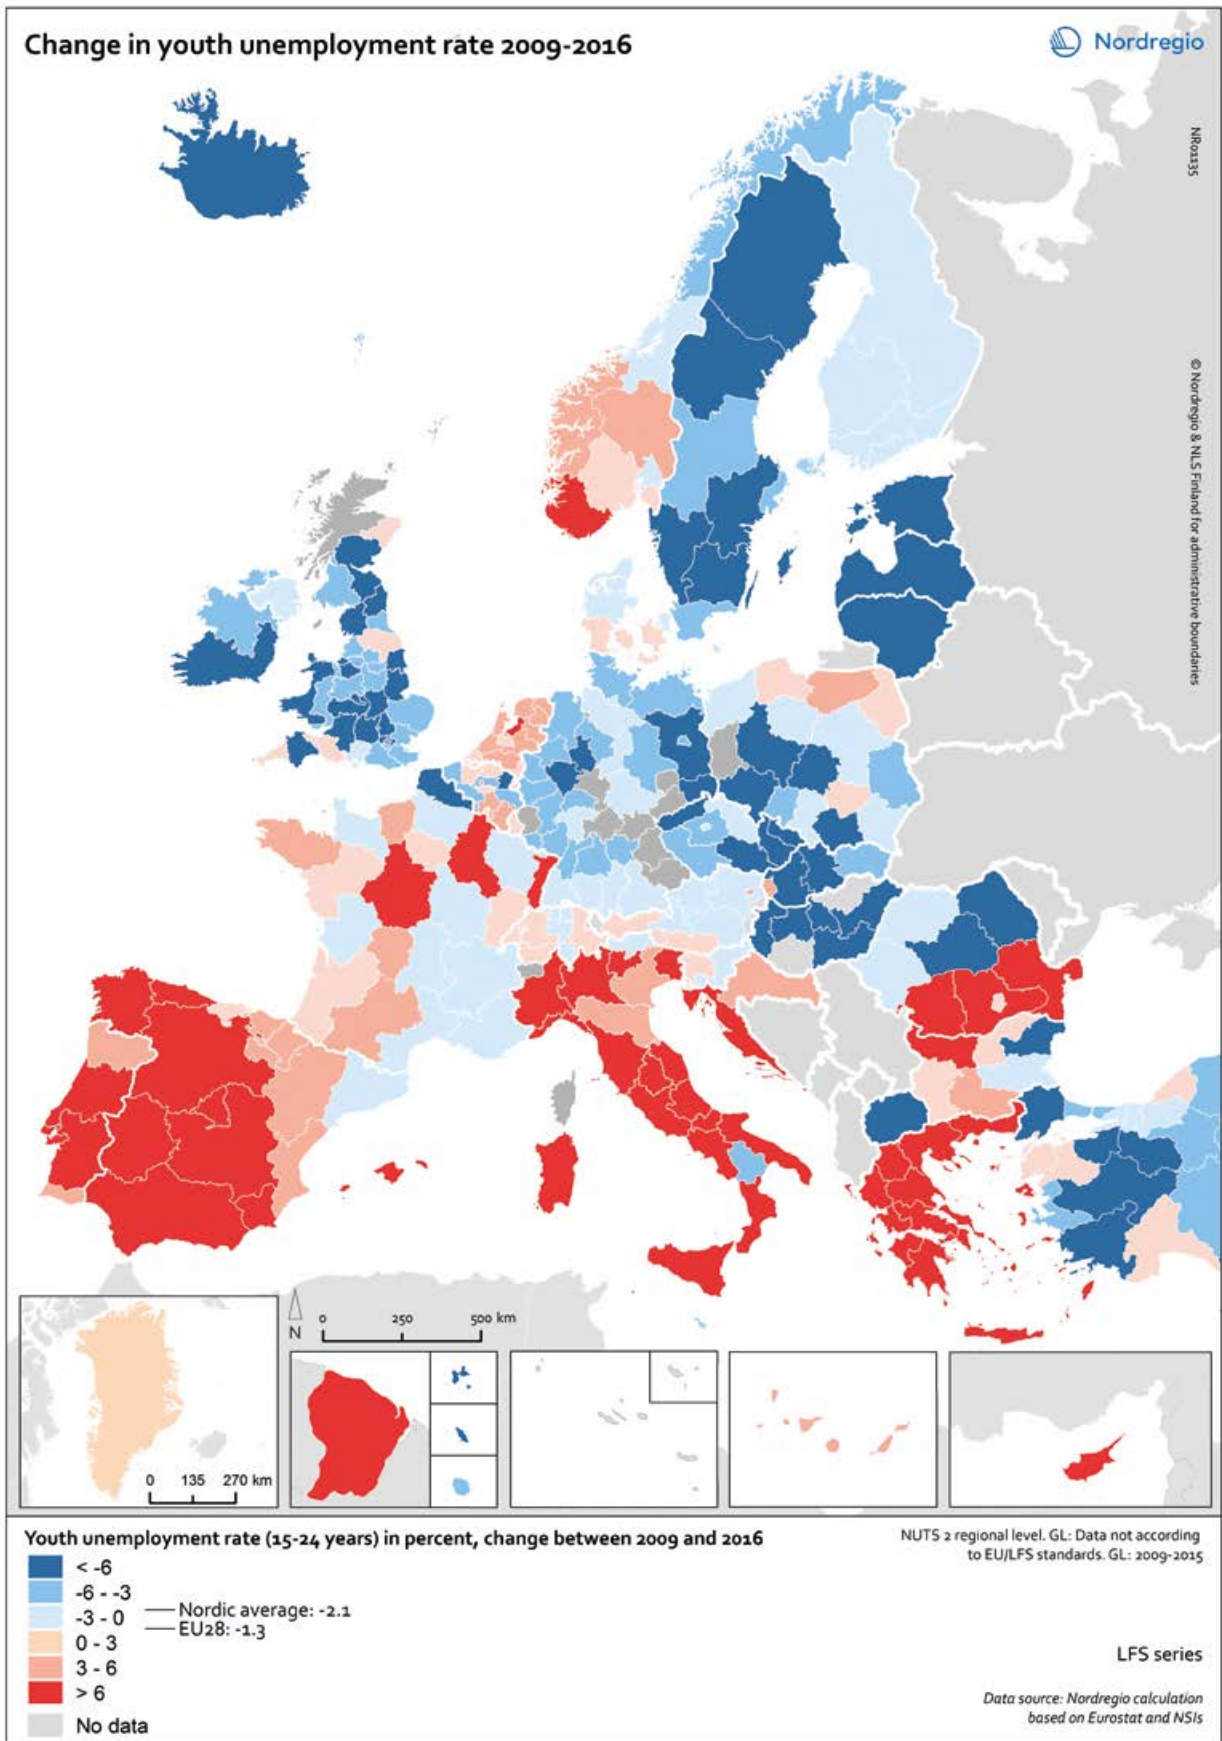 Change in youth unemployment rate 2009-2016
Nordregio
NR01135
© Nordregio & NLS Finland for administrative boundaries
N
0 250 500 km
0 135 270 km
Youth unemployment rate (15-24 years) in percent, change between 2009 and 2016
< -6
-6 - -3
-3 - 0
0 - 3
3 - 6
> 6
No data
Nordic average: -2.1
EU28: -1.3
NUTS 2 regional level. GL: Data not according
to EU/LFS standards. GL: 2009-2015
LFS series
Data source: Nordregio calculation
based on Eurostat and NSIs